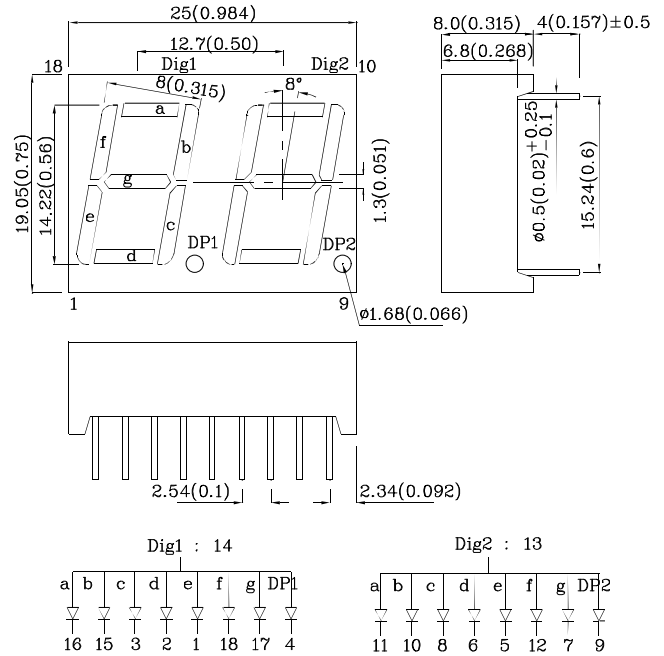 25(0.984)
8.0(0.315)
4(0.157)±0.5
12.7(0.50)
6.8(0.268)
18
Dig1
Dig2
10
8(0.315)
8°
a
f
b
g
e
c
d
DP1
DP2
19.05(0.75)
14.22(0.56)
1.3(0.051)
ø0.5(0.02)+0.25
-0.1
15.24(0.6)
1
9
ø1.68(0.066)
2.54(0.1)
2.34(0.092)
Dig1 : 14
a b c d e f g DP1
16 15 3 2 1 18 17 4
Dig2 : 13
a b c d e f g DP2
11 10 8 6 5 12 7 9